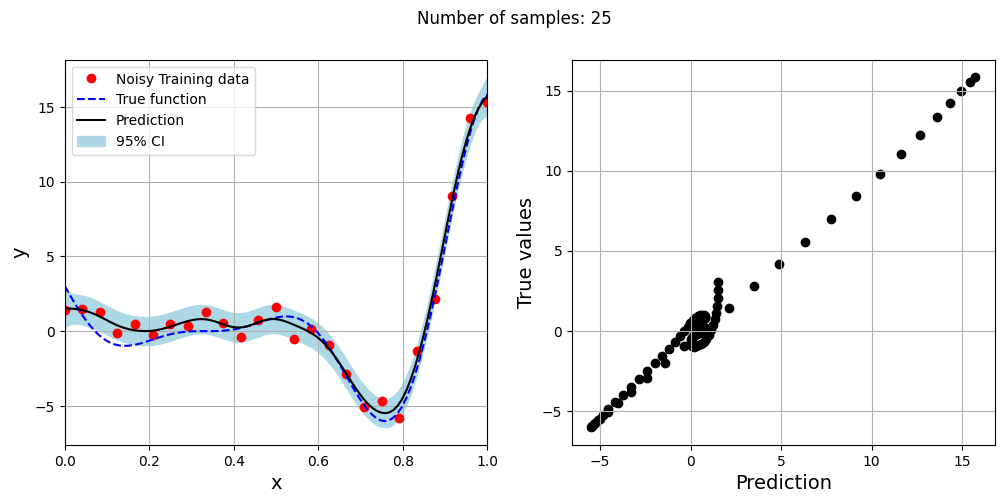 Number of samples: 25
Noisy Training data
True function
Prediction
95% CI
15
10
5
0
−5
y
0.0 0.2 0.4 0.6 0.8 1.0
x
15
10
5
0
−5
True values
−5 0 5 10 15
Prediction